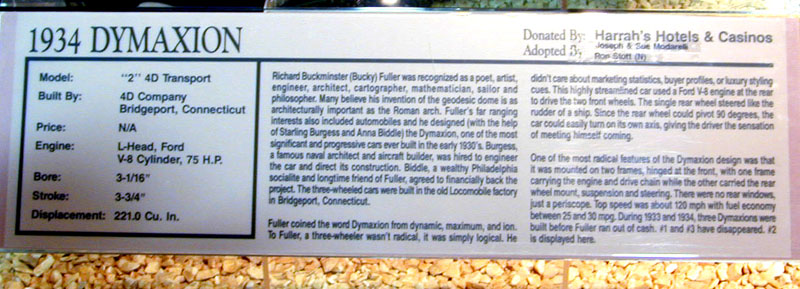 1934 DYMAXION
Donated By: Harrah's Hotels & Casinos
Adopted By: Joseph & Sue Modarelli
Ron Stott (N)
Model: "2" 4D Transport
Built By: 4D Company
Bridgeport, Connecticut
Price: N/A
Engine: L-Head, Ford
V-8 Cylinder, 75 H.P.
Bore: 3-1/16"
Stroke: 3-3/4"
Displacement: 221.0 Cu. In.
Richard Buckminster (Bucky) Fuller was recognized as a poet, artist,
engineer, architect, cartographer, mathematician, sailor and
philosopher. Many believe his invention of the geodesic dome is as
architecturally important as the Roman arch. Fuller's far ranging
interests also included automobiles and he designed (with the help
of Starling Burgess and Anna Biddle) the Dymaxion, one of the most
significant and progressive cars ever built in the early 1930's. Burgess,
a famous naval architect and aircraft builder, was hired to engineer
the car and direct its construction. Biddle, a wealthy Philadelphia
socialite and longtime friend of Fuller, agreed to financially back the
project. The three-wheeled cars were built in the old Locomobile factory
in Bridgeport, Connecticut.
Fuller coined the word Dymaxion from dynamic, maximum, and ion.
To Fuller, a three-wheeler wasn't radical, it was simply logical. He
didn't care about marketing statistics, buyer profiles, or luxury styling
cues. This highly streamlined car used a Ford V-8 engine at the rear
to drive the two front wheels. The single rear wheel steered like the
rudder of a ship. Since the rear wheel could pivot 90 degrees, the
car could easily turn on its own axis, giving the driver the sensation
of meeting himself coming.
One of the most radical features of the Dymaxion design was that
it was mounted on two frames, hinged at the front, with one frame
carrying the engine and drive chain while the other carried the rear
wheel mount, suspension and steering. There were no rear windows,
just a periscope. Top speed was about 120 mph with fuel economy
between 25 and 30 mpg. During 1933 and 1934, three Dymaxions were
built before Fuller ran out of cash. #1 and #3 have disappeared. #2
is displayed here.